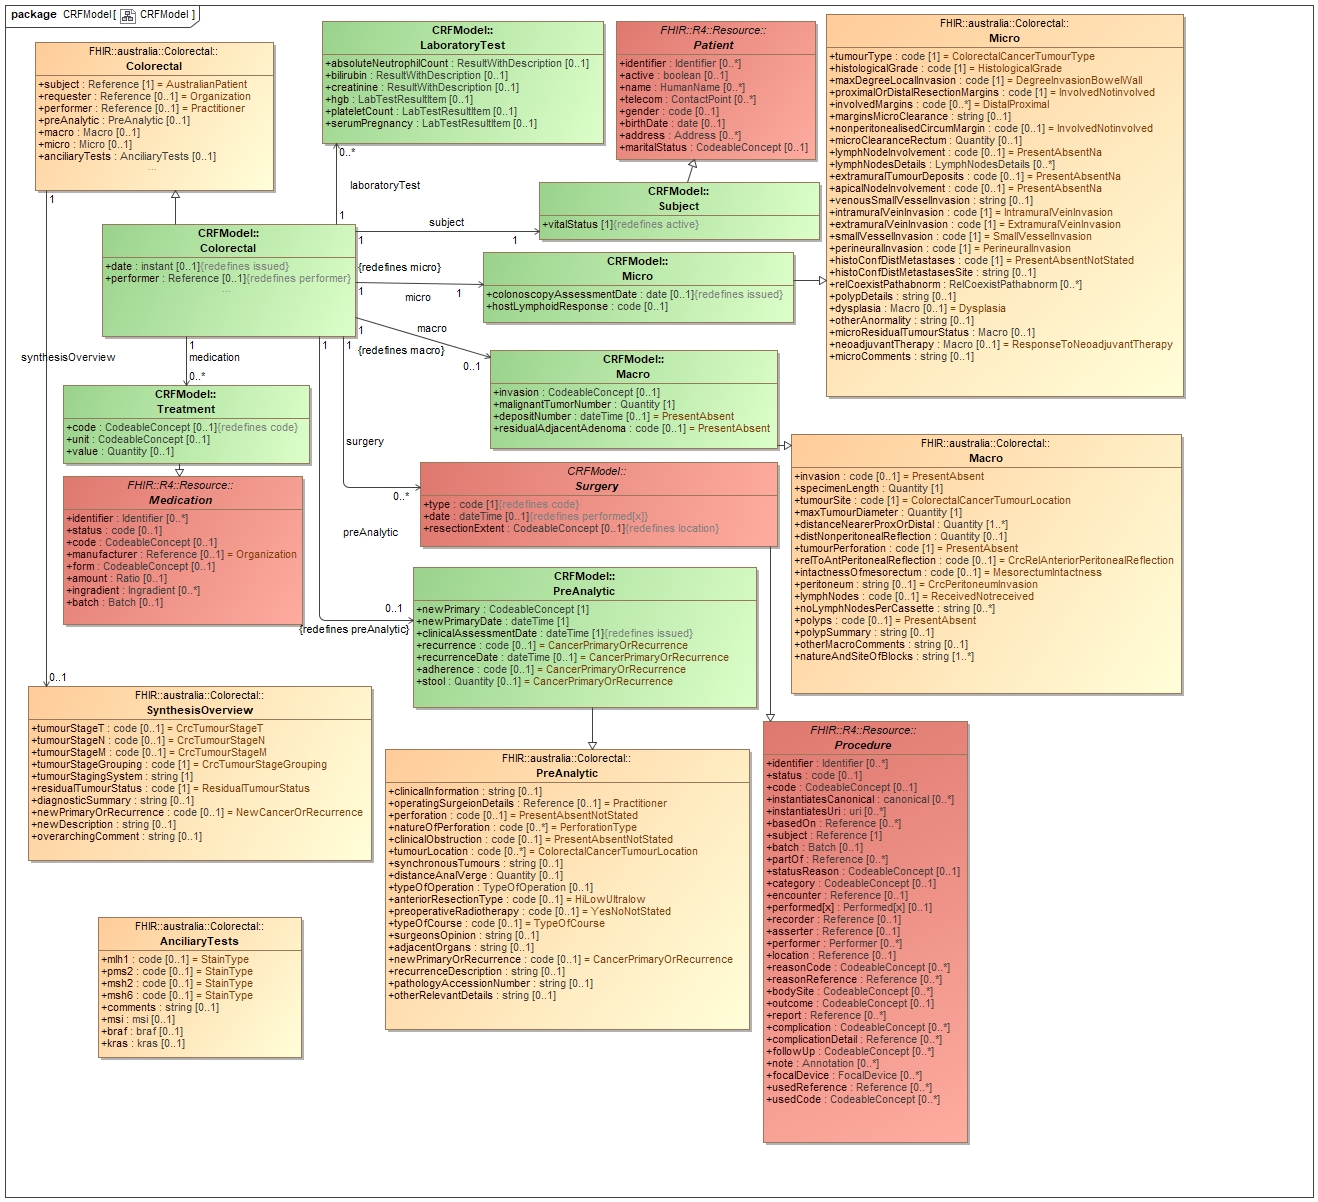 package CRFModel[ CRFModel ]
FHIR::australia::Colorectal::
Colorectal
+subject : Reference [1] = AustralianPatient
+requester : Reference [0..1] = Organization
+performer : Reference [0..1] = Practitioner
+preAnalytic : PreAnalytic [0..1]
+macro : Macro [0..1]
+micro : Micro [0..1]
+anciliaryTests : AnciliaryTests [0..1]
...
CRFModel::
LaboratoryTest
+absoluteNeutrophilCount : ResultWithDescription [0..1]
+bilirubin : ResultWithDescription [0..1]
+creatinine : ResultWithDescription [0..1]
+hgb : LabTestResultItem [0..1]
+plateletCount : LabTestResultItem [0..1]
+serumPregnancy : LabTestResultItem [0..1]
FHIR::R4::Resource::
Patient
+identifier : Identifier [0..*]
+active : boolean [0..1]
+name : HumanName [0..*]
+telecom : ContactPoint [0..*]
+gender : code [0..1]
+birthDate : date [0..1]
+address : Address [0..*]
+maritalStatus : CodeableConcept [0..1]
FHIR::australia::Colorectal::
Micro
+tumourType : code [1] = ColorectalCancerTumourType
+histologicalGrade : code [1] = HistologicalGrade
+maxDegreeLocalInvasion : code [1] = DegreeInvasionBowelWall
+proximalOrDistalResectionMargins : code [1] = InvolvedNotinvolved
+involvedMargins : code [0..*] = DistalProximal
+marginsMicroClearance : string [0..1]
+nonperitonealisedCircumMargin : code [0..1] = InvolvedNotinvolved
+microClearanceRectum : Quantity [0..1]
+lymphNodeInvolvement : code [0..1] = PresentAbsentNa
+lymphNodesDetails : LymphNodesDetails [0..*]
+extramuralTumourDeposits : code [0..1] = PresentAbsentNa
+apicalNodeInvolvement : code [0..1] = PresentAbsentNa
+venousSmallVesselInvasion : string [0..1]
+intramuralVeinInvasion : code [1] = IntramuralVeinInvasion
+extramuralVeinInvasion : code [1] = ExtramuralVeinInvasion
+smallVesselInvasion : code [1] = SmallVesselInvasion
+perineuralInvasion : code [1] = PerineuralInvasion
+histoConfDistMetastases : code [1] = PresentAbsentNotStated
+histoConfDistMetastasesSite : string [0..1]
+relCoexistPathabnorm : RelCoexistPathabnorm [0..*]
+polypDetails : string [0..1]
+dysplasia : Macro [0..1] = Dysplasia
+otherAnormality : string [0..1]
+microResidualTumourStatus : Macro [0..1]
+neoadjuvantTherapy : Macro [0..1] = ResponseToNeoadjuvantTherapy
+microComments : string [0..1]
0..*
laboratoryTest
1
CRFModel::
Subject
+vitalStatus [1]{redefines active}
1
CRFModel::
Colorectal
+date : instant [0..1]{redefines issued}
+performer : Reference [0..1]{redefines performer}
...
subject
1
1
{redefines micro}
1
micro
1
CRFModel::
Micro
+colonoscopyAssessmentDate : date [0..1]{redefines issued}
+hostLymphoidResponse : code [0..1]
macro
1
{redefines macro}
0..1
CRFModel::
Macro
+invasion : CodeableConcept [0..1]
+malignantTumorNumber : Quantity [1]
+depositNumber : dateTime [0..1] = PresentAbsent
+residualAdjacentAdenoma : code [0..1] = PresentAbsent
1
1
1
synthesisOverview
medication
0..*
CRFModel::
Treatment
+code : CodeableConcept [0..1]{redefines code}
+unit : CodeableConcept [0..1]
+value : Quantity [0..1]
surgery
0..*
FHIR::R4::Resource::
Medication
+identifier : Identifier [0..*]
+status : code [0..1]
+code : CodeableConcept [0..1]
+manufacturer : Reference [0..1] = Organization
+form : CodeableConcept [0..1]
+amount : Ratio [0..1]
+ingredient : Ingredient [0..*]
+batch : Batch [0..1]
CRFModel::
Surgery
+type : code [1]{redefines code}
+date : dateTime [0..1]{redefines performed[x]}
+resectionExtent : CodeableConcept [0..1]{redefines location}
FHIR::australia::Colorectal::
Macro
+invasion : code [0..1] = PresentAbsent
+specimenLength : Quantity [1]
+tumourSite : code [1] = ColorectalCancerTumourLocation
+maxTumourDiameter : Quantity [1]
+distanceNearerProxOrDistal : Quantity [1..*]
+distNonperitonealReflection : Quantity [0..1]
+tumourPerforation : code [1] = PresentAbsent
+relToAntPeritonealReflection : code [0..1] = CrcRelAnteriorPeritonealReflection
+intactnessOfmesorectum : code [0..1] = MesorectumIntactness
+peritoneum : string [0..1] = CrcPeritoneumInvasion
+lymphNodes : code [0..1] = ReceivedNotreceived
+noLymphNodesPerCassette : string [0..*]
+polyps : code [0..1] = PresentAbsent
+polypSummary : string [0..1]
+otherMacroComments : string [0..1]
+natureAndSiteOfBlocks : string [1..*]
preAnalytic
0..1
{redefines preAnalytic}
CRFModel::
PreAnalytic
+newPrimary : CodeableConcept [1]
+newPrimaryDate : dateTime [1]
+clinicalAssessmentDate : dateTime [1]{redefines issued}
+recurrence : code [0..1] = CancerPrimaryOrRecurrence
+recurrenceDate : dateTime [0..1] = CancerPrimaryOrRecurrence
+adherence : code [0..1] = CancerPrimaryOrRecurrence
+stool : Quantity [0..1] = CancerPrimaryOrRecurrence
0..1
FHIR::australia::Colorectal::
SynthesisOverview
+tumourStageT : code [0..1] = CrcTumourStageT
+tumourStageN : code [0..1] = CrcTumourStageN
+tumourStageM : code [0..1] = CrcTumourStageM
+tumourStageGrouping : code [1] = CrcTumourStageGrouping
+tumourStagingSystem : string [1]
+residualTumourStatus : code [1] = ResidualTumourStatus
+diagnosticSummary : string [0..1]
+newPrimaryOrRecurrence : code [0..1] = NewCancerOrRecurrence
+newDescription : string [0..1]
+overarchingComment : string [0..1]
FHIR::australia::Colorectal::
PreAnalytic
+clinicalInformation : string [0..1]
+operatingSurgeionDetails : Reference [0..1] = Practitioner
+perforation : code [0..1] = PresentAbsentNotStated
+natureOfPerforation : code [0..*] = PerforationType
+clinicalObstruction : code [0..1] = PresentAbsentNotStated
+tumourLocation : code [0..*] = ColorectalCancerTumourLocation
+synchronousTumours : string [0..1]
+distanceAnalVerge : Quantity [0..1]
+typeOfOperation : TypeOfOperation [0..1]
+anteriorResectionType : code [0..1] = HiLowUltralow
+preoperativeRadiotherapy : code [0..1] = YesNoNotStated
+typeOfCourse : code [0..1] = TypeOfCourse
+surgeonsOpinion : string [0..1]
+adjacentOrgans : string [0..1]
+newPrimaryOrRecurrence : code [0..1] = CancerPrimaryOrRecurrence
+recurrenceDescription : string [0..1]
+pathologyAccessionNumber : string [0..1]
+otherRelevantDetails : string [0..1]
FHIR::R4::Resource::
Procedure
+identifier : Identifier [0..*]
+status : code [0..1]
+code : CodeableConcept [0..1]
+instantiatesCanonical : canonical [0..*]
+instantiatesUri : uri [0..*]
+basedOn : Reference [0..*]
+subject : Reference [1]
+batch : Batch [0..1]
+partOf : Reference [0..*]
+statusReason : CodeableConcept [0..1]
+category : CodeableConcept [0..1]
+encounter : Reference [0..1]
+performed[x] : Performed[x] [0..1]
+recorder : Reference [0..1]
+asserter : Reference [0..1]
+performer : Performer [0..*]
+location : Reference [0..1]
+reasonCode : CodeableConcept [0..*]
+reasonReference : Reference [0..*]
+bodySite : CodeableConcept [0..*]
+outcome : CodeableConcept [0..1]
+report : Reference [0..*]
+complication : CodeableConcept [0..*]
+complicationDetail : Reference [0..*]
+followUp : CodeableConcept [0..*]
+note : Annotation [0..*]
+focalDevice : FocalDevice [0..*]
+usedReference : Reference [0..*]
+usedCode : CodeableConcept [0..*]
FHIR::australia::Colorectal::
AnciliaryTests
+mlh1 : code [0..1] = StainType
+pms2 : code [0..1] = StainType
+msh2 : code [0..1] = StainType
+msh6 : code [0..1] = StainType
+comments : string [0..1]
+msi : msi [0..1]
+braf : braf [0..1]
+kras : kras [0..1]